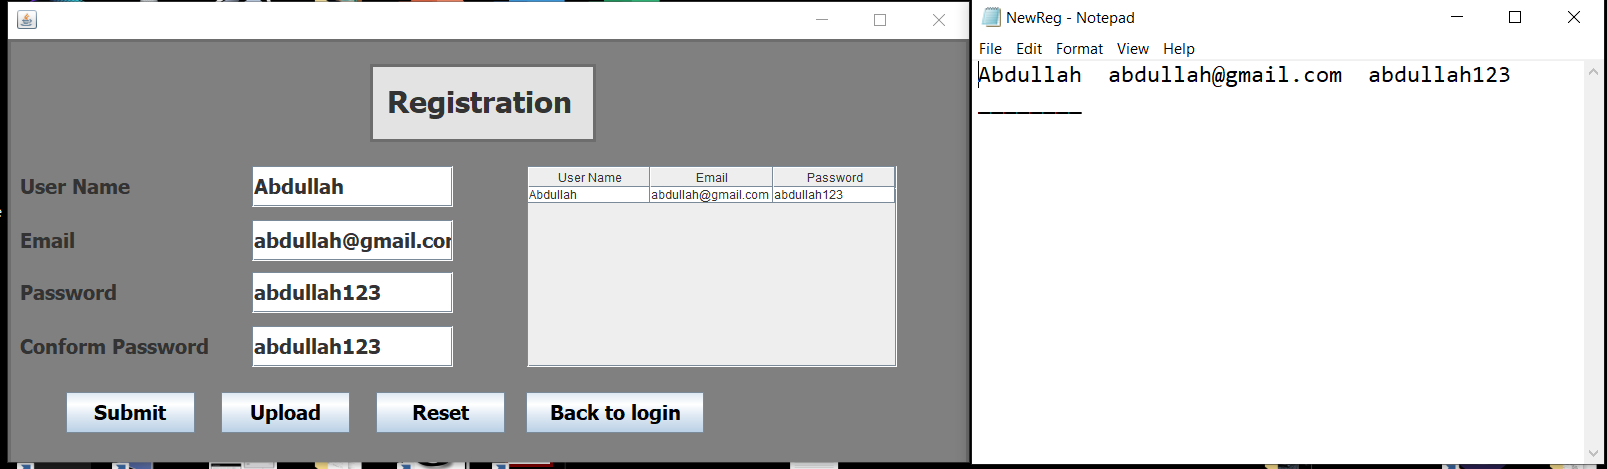 Registration
User Name Abdullah
Email abdullah@gmail.com
Password abdullah123
Conform Password abdullah123
User Name Email Password
Abdullah abdullah@gmail.com abdullah123
Submit Upload Reset Back to login
NewReg - Notepad
File Edit Format View Help
Abdullah abdullah@gmail.com abdullah123
________